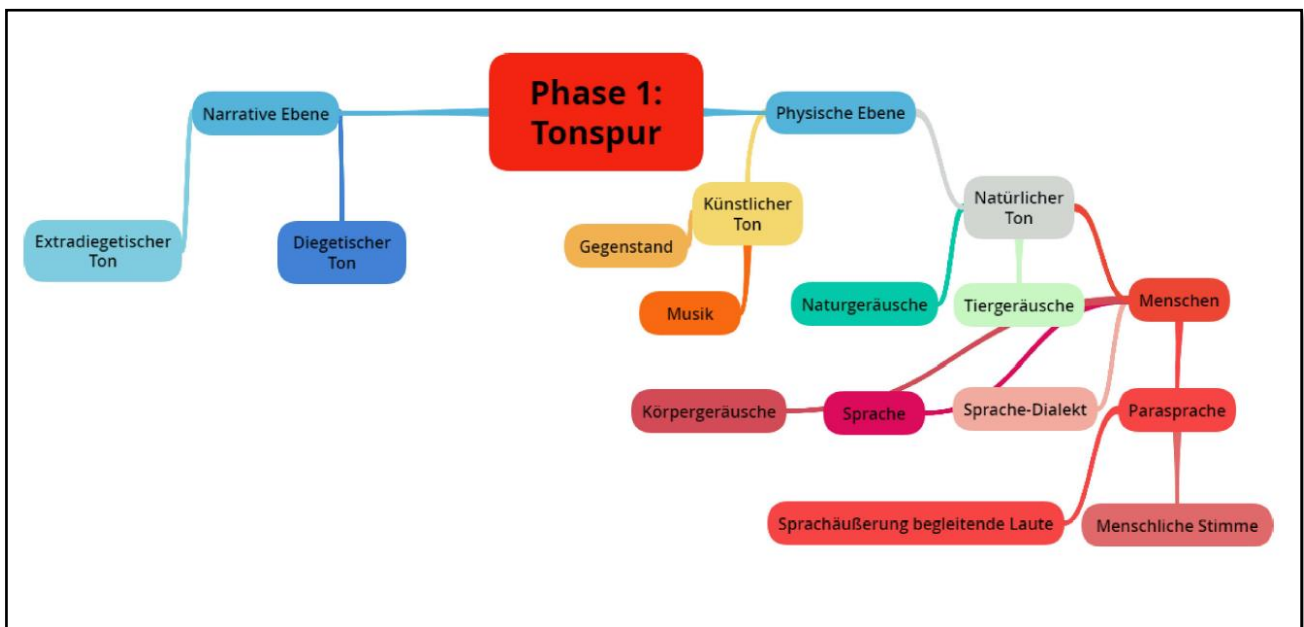 Phase 1:
Tonspur
Narrative Ebene
Physische Ebene
Extradiegetischer
Ton
Diegetischer
Ton
Künstlicher
Ton
Natürlicher
Ton
Gegenstand
Musik
Naturgeräusche
Tiergeräusche
Menschen
Körpergeräusche
Sprache
Sprache-Dialekt
Parasprache
Sprachäußerung begleitende Laute
Menschliche Stimme